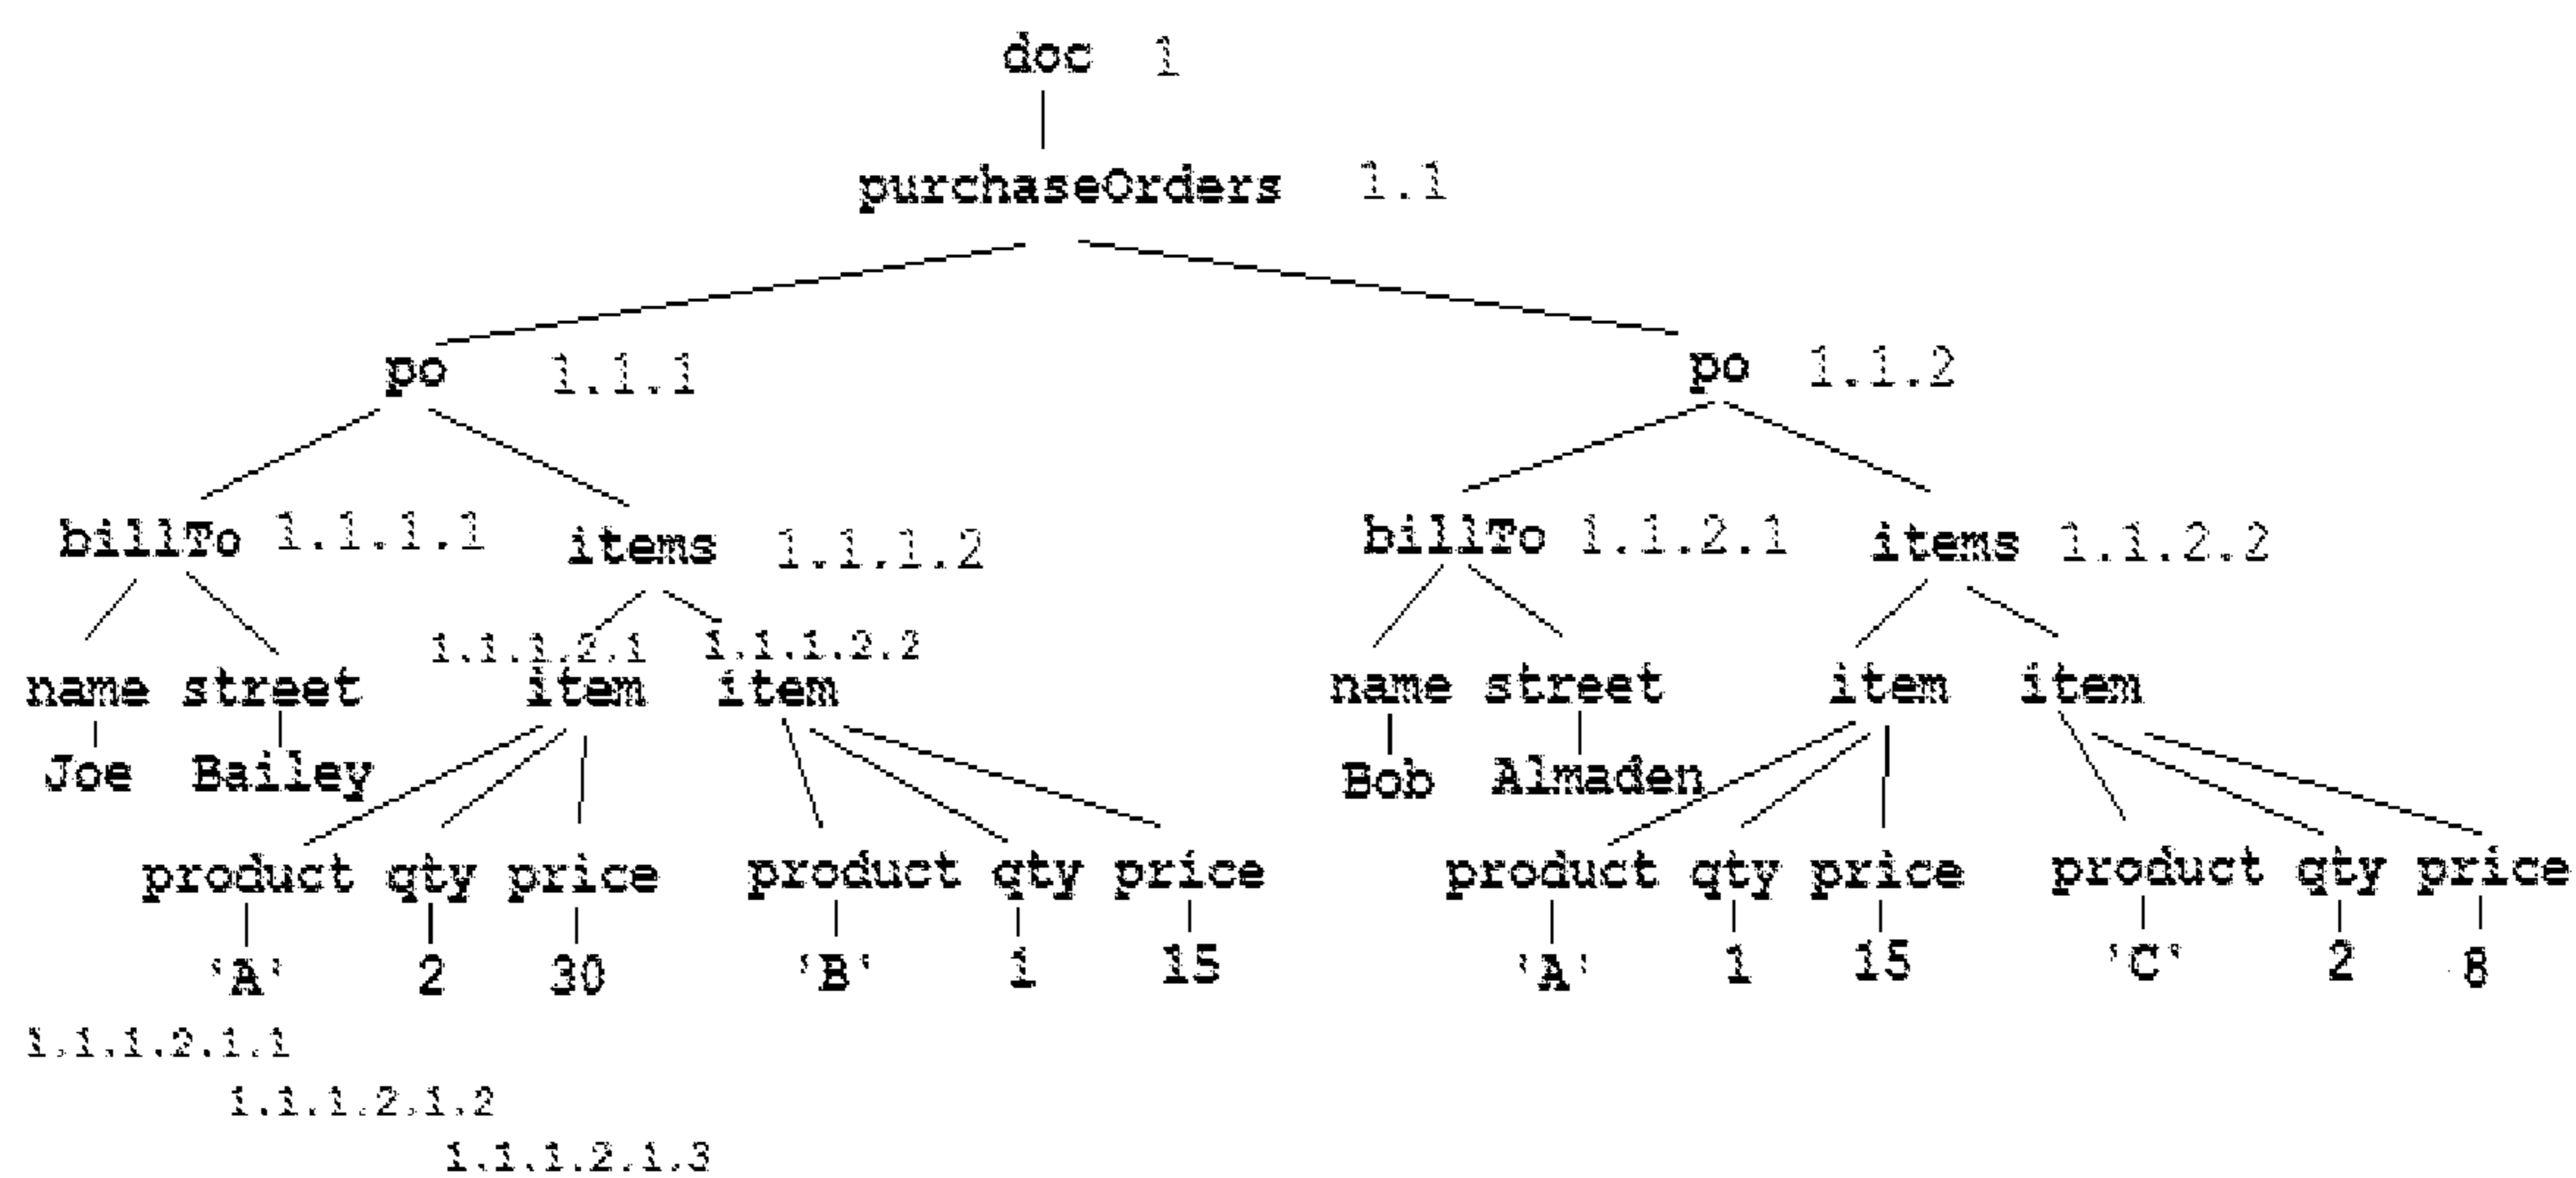 doc 1
purchaseOrders 1.1
po 1.1.1 po 1.1.2
billTo 1.1.1.1 items 1.1.1.2 billTo 1.1.2.1 items 1.1.2.2
1.1.1.2.1 1.1.1.2.2
name street item item name street item item
Joe Bailey Bob Almaden
product qty price product qty price product qty price product qty price
'A' 2 30 'B' 1 15 'A' 1 15 'C' 2 8
1.1.1.2.1.1
1.1.1.2.1.2
1.1.1.2.1.3